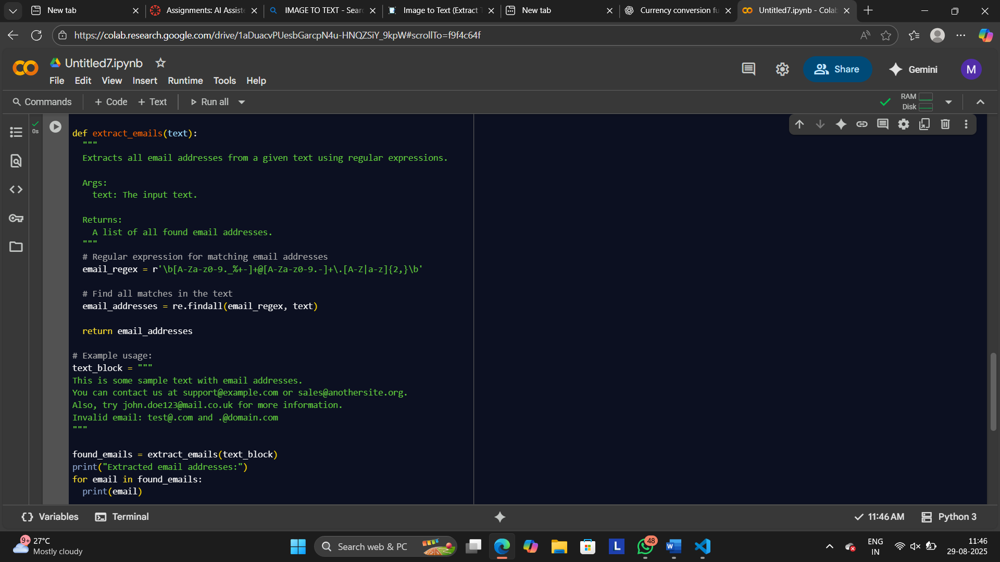 New tab
Assignments: AI Assiste
IMAGE TO TEXT - Sear
Image to Text (Extract T
New tab
Currency conversion fu
Untitled7.ipynb - Colab
https://colab.research.google.com/drive/1aDuacvPUesbGarcpN4u-HNQZSiY_9kpW#scrollTo=f9f4c64f
Untitled7.ipynb
Share
Gemini
M
File Edit View Insert Runtime Tools Help
Commands + Code + Text Run all
RAM
Disk
0s
def extract_emails(text):
"""
Extracts all email addresses from a given text using regular expressions.
Args:
text: The input text.
Returns:
A list of all found email addresses.
"""
# Regular expression for matching email addresses
email_regex = r'\b[A-Za-z0-9._%+-]+@[A-Za-z0-9.-]+\.[A-Z|a-z]{2,}\b'
# Find all matches in the text
email_addresses = re.findall(email_regex, text)
return email_addresses
# Example usage:
text_block = """
This is some sample text with email addresses.
You can contact us at support@example.com or sales@anothersite.org.
Also, try john.doe123@mail.co.uk for more information.
Invalid email: test@.com and .@domain.com
"""
found_emails = extract_emails(text_block)
print("Extracted email addresses:")
for email in found_emails:
print(email)
Variables Terminal
11:46 AM Python 3
9+
27°C
Mostly cloudy
Search web & PC
L
48
W
ENG
IN
11:46
29-08-2025